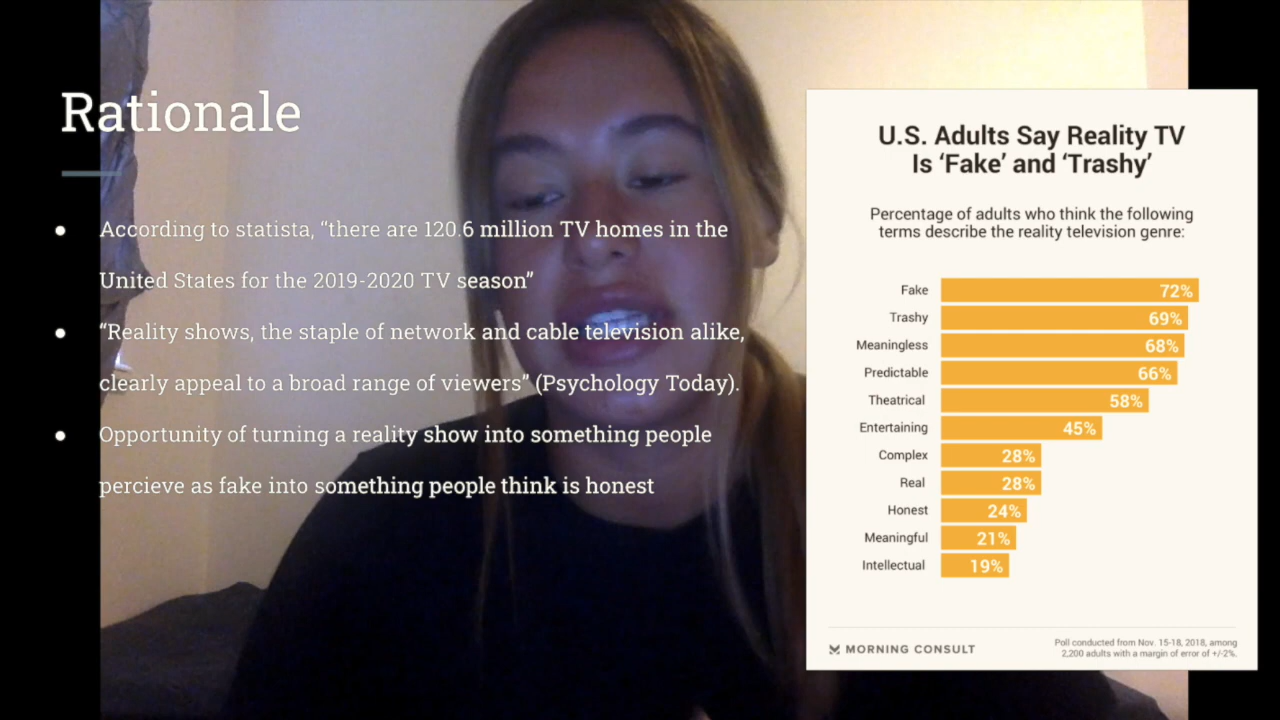 Rationale
● According to statista, “there are 120.6 million TV homes in the
United States for the 2019-2020 TV season”
● “Reality shows, the staple of network and cable television alike,
clearly appeal to a broad range of viewers” (Psychology Today).
● Opportunity of turning a reality show into something people
percieve as fake into something people think is honest
U.S. Adults Say Reality TV
Is ‘Fake’ and ‘Trashy’
Percentage of adults who think the following
terms describe the reality television genre:
Fake 72%
Trashy 69%
Meaningless 68%
Predictable 66%
Theatrical 58%
Entertaining 45%
Complex 28%
Real 28%
Honest 24%
Meaningful 21%
Intellectual 19%
MORNING CONSULT
Poll conducted from Nov. 15-18, 2018, among
2,200 adults with a margin of error of +/-2%.